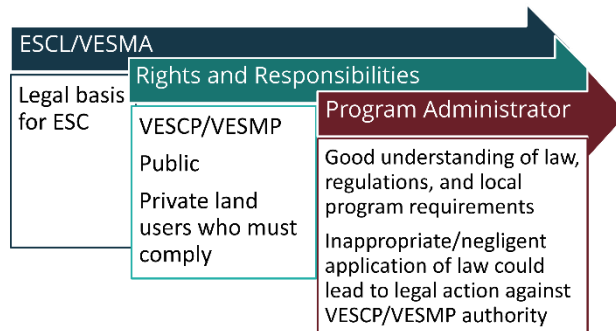 ESCL/VESMA
Legal basis
for ESC
Rights and Responsibilities
VESCP/VESMP
Public
Private land
users who must
comply
Program Administrator
Good understanding of law,
regulations, and local
program requirements
Inappropriate/negligent
application of law could
lead to legal action against
VESCP/VESMP authority